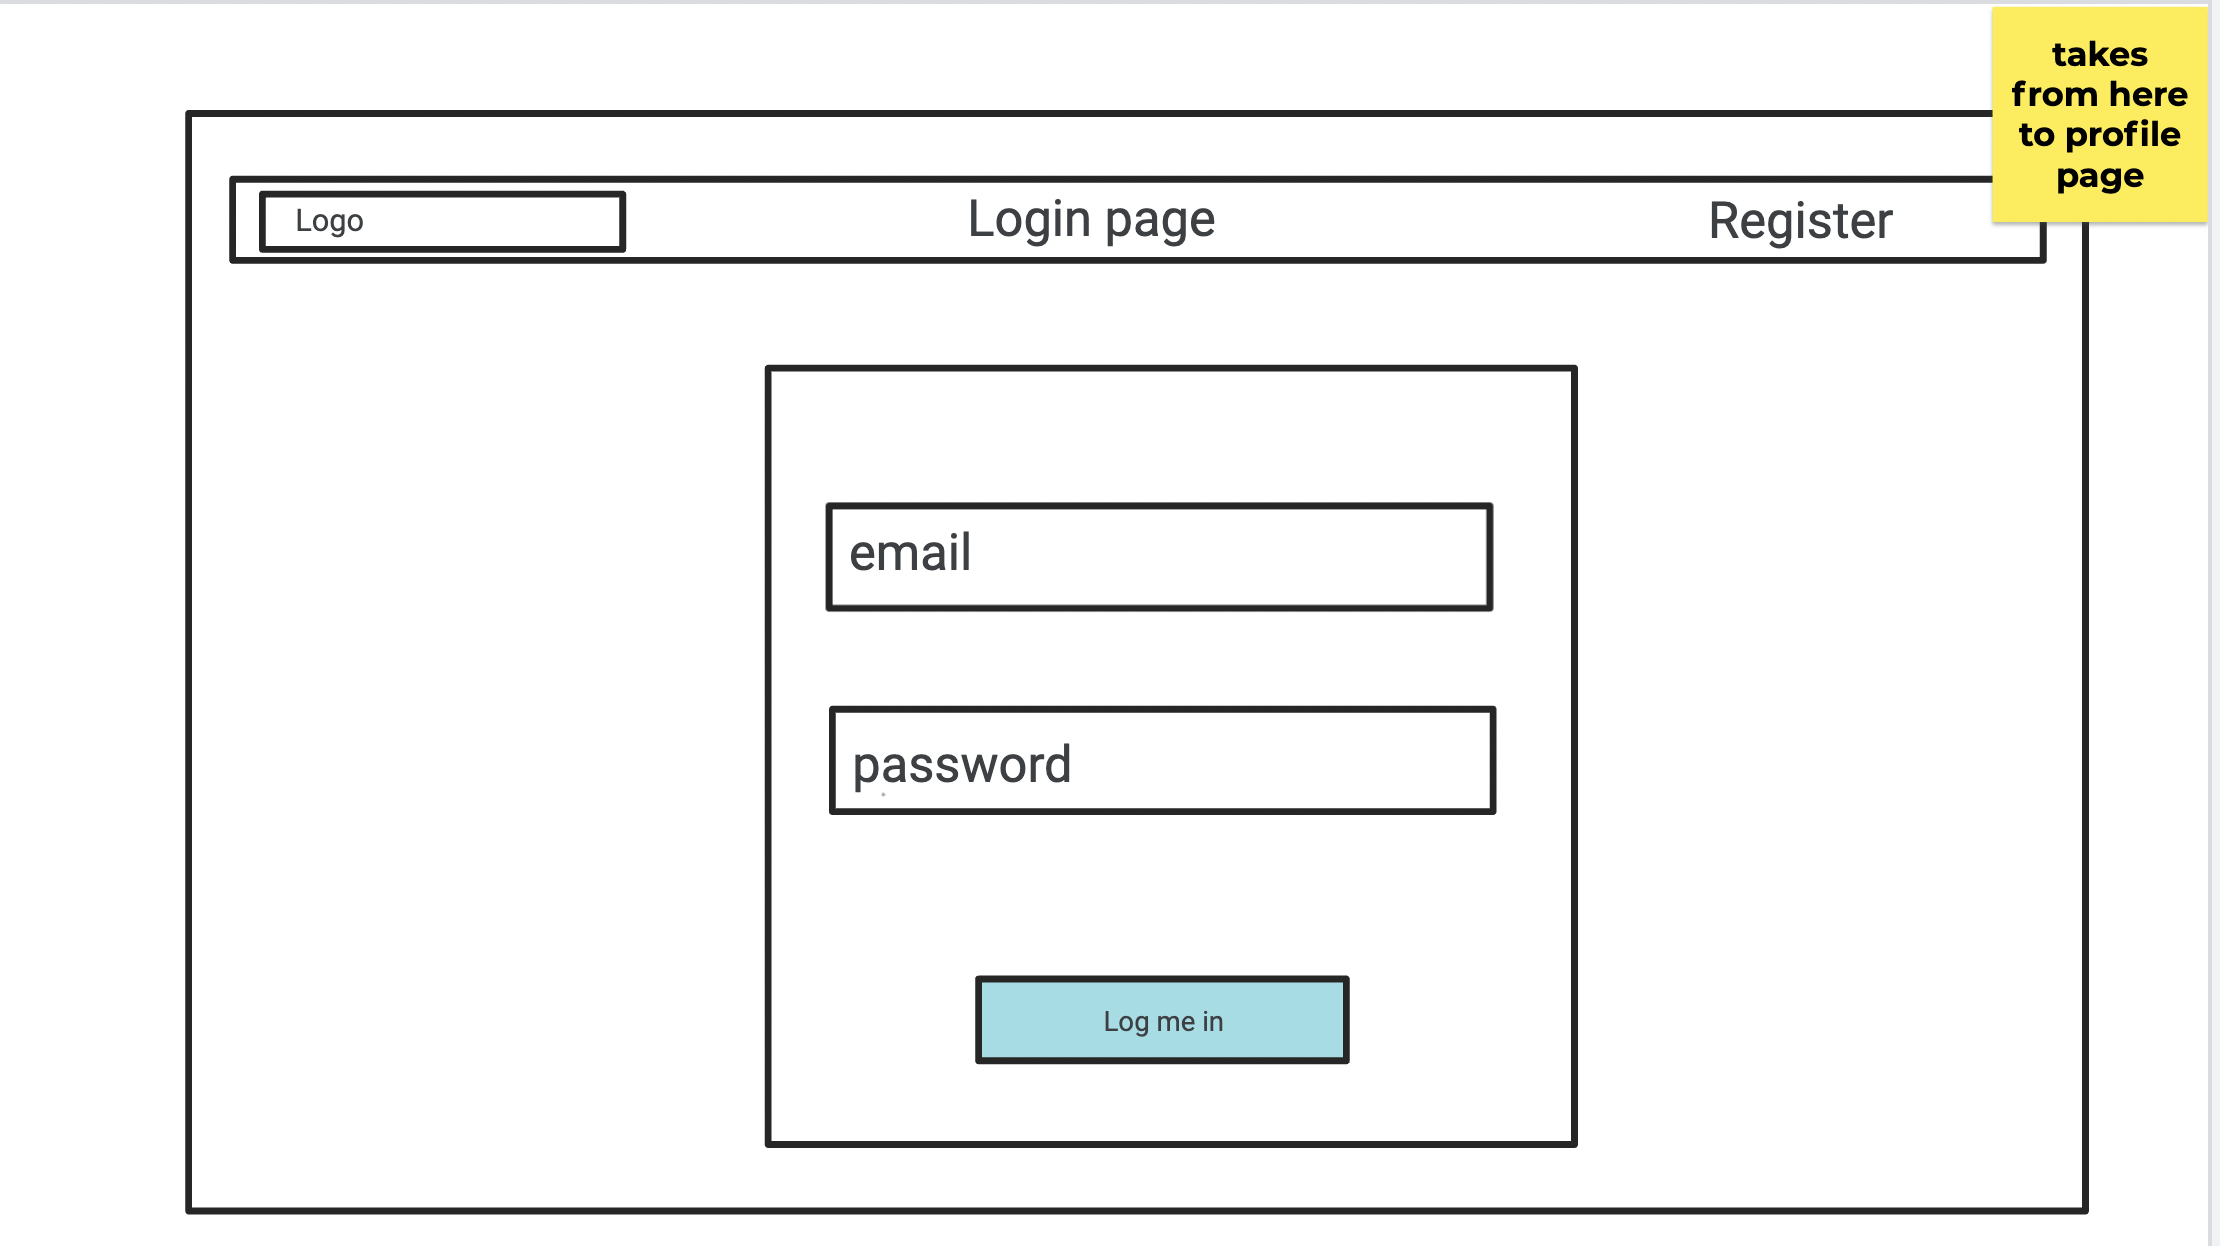 takes
from here
to profile
page
Logo
Login page
Register
email
password
Log me in